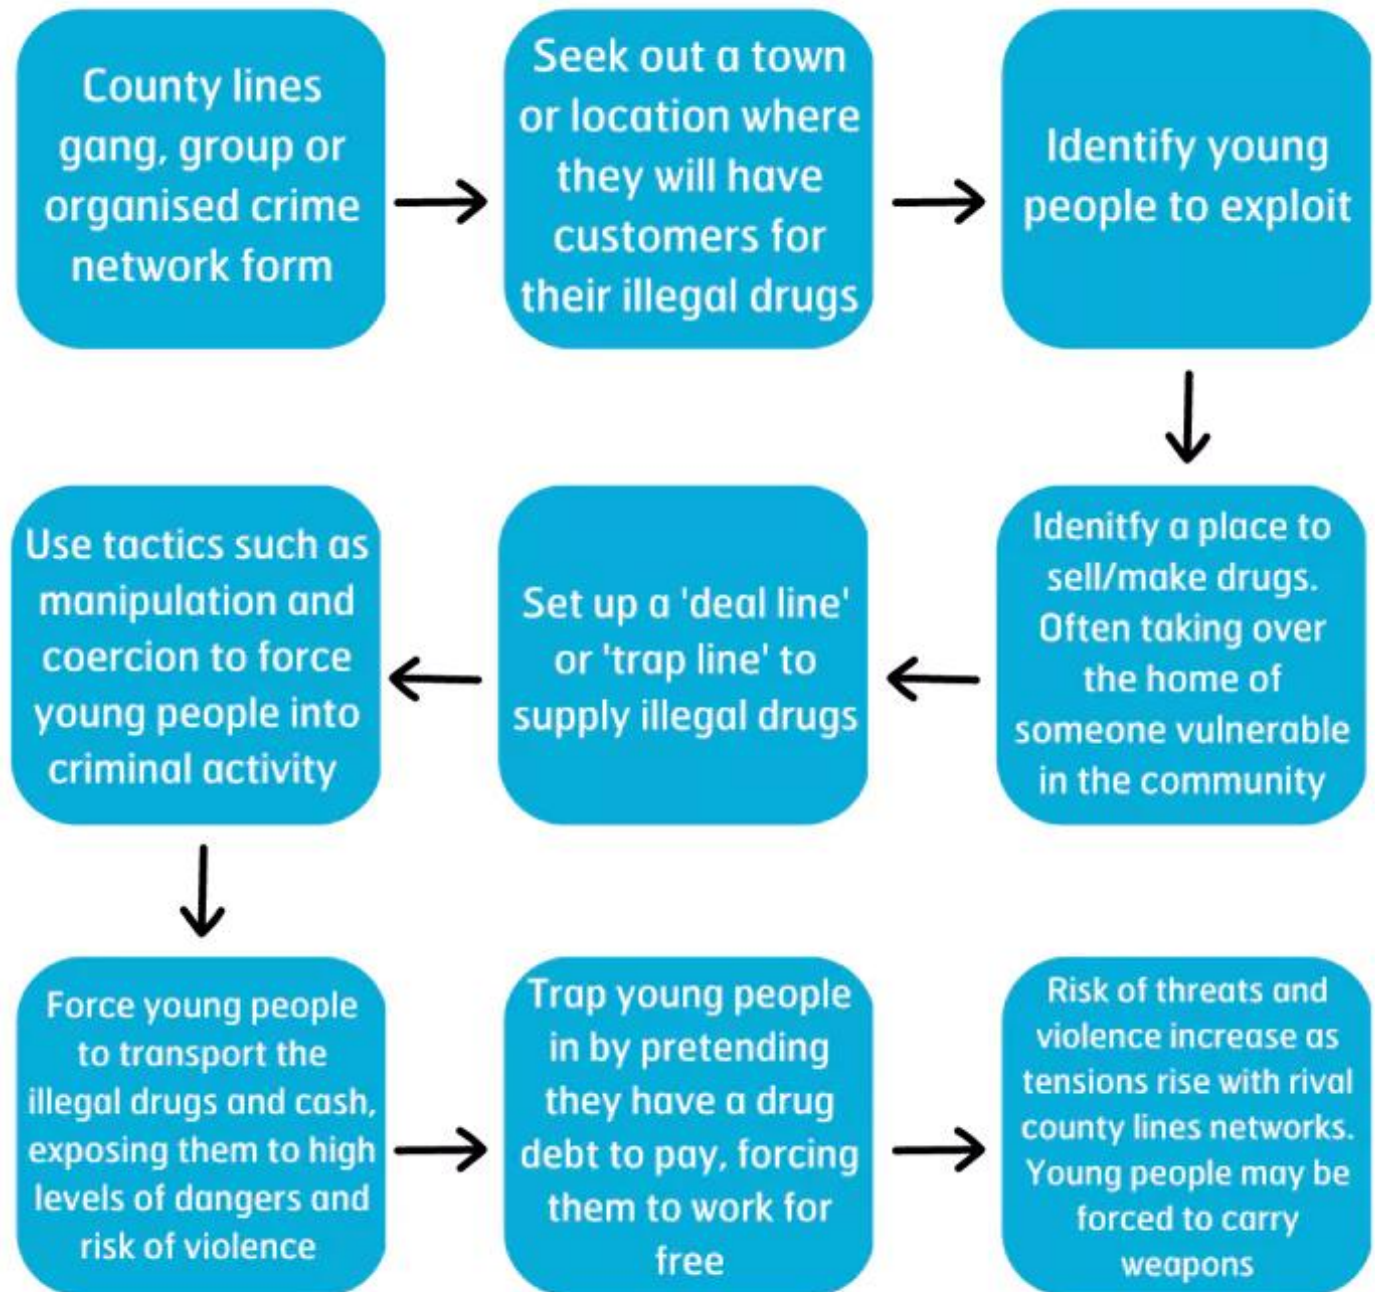 County lines
gang, group or
organised crime
network form
Seek out a town
or location where
they will have
customers for
their illegal drugs
Identify young
people to exploit
Idenitfy a place to
sell/make drugs.
Often taking over
the home of
someone vulnerable
in the community
Set up a 'deal line'
or 'trap line' to
supply illegal drugs
Use tactics such as
manipulation and
coercion to force
young people into
criminal activity
Force young people
to transport the
illegal drugs and cash,
exposing them to high
levels of dangers and
risk of violence
Trap young people
in by pretending
they have a drug
debt to pay, forcing
them to work for
free
Risk of threats and
violence increase as
tensions rise with rival
county lines networks.
Young people may be
forced to carry
weapons